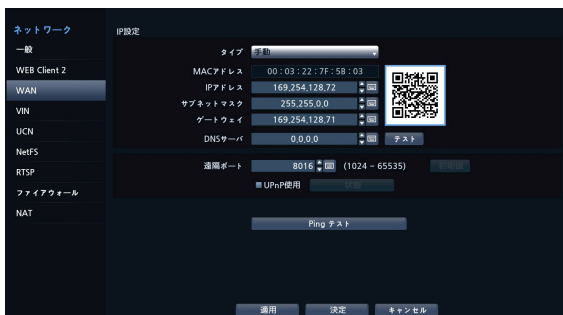 ネットワーク
IP設定
一般
WEB Client 2
WAN
VIN
UCN
NetFS
RTSP
ファイアウォール
NAT
タイプ 手動
MACアドレス 00:03:22:7F:5B:03
IPアドレス 169,254,128,72
サブネットマスク 255,255,0,0
ゲートウェイ 169,254,128,71
DNSサーバ 0,0,0,0 テスト
遠隔ポート 8016 (1024 - 65535) 初期値
UPnP使用 状態
Ping テスト
適用 決定 キャンセル